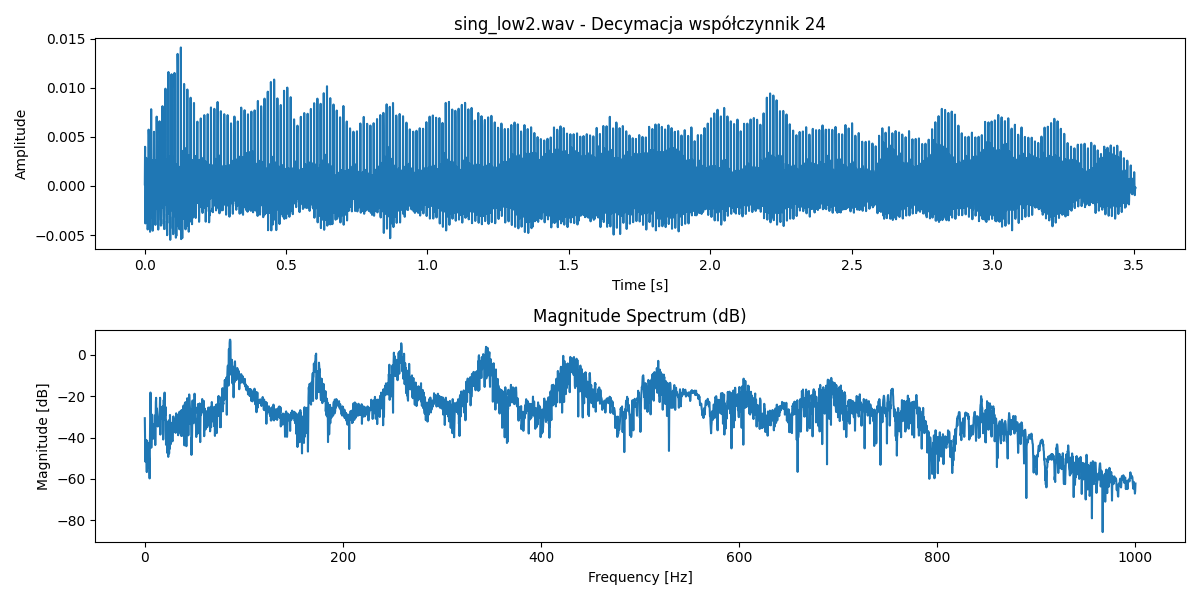 sing_low2.wav - Decymacja współczynnik 24
0.015
0.010
0.005
0.000
−0.005
Amplitude
0.0 0.5 1.0 1.5 2.0 2.5 3.0 3.5
Time [s]
Magnitude Spectrum (dB)
0
−20
−40
−60
−80
Magnitude [dB]
0 200 400 600 800 1000
Frequency [Hz]